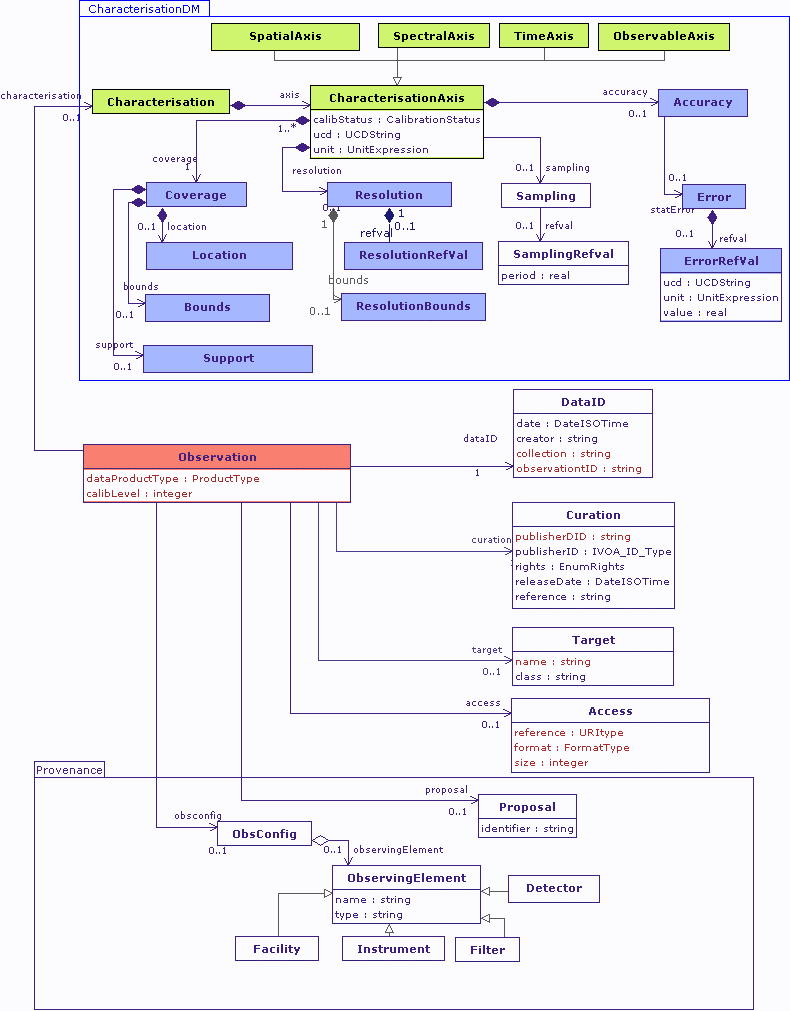 CharacterisationDM
SpatialAxis
SpectralAxis
TimeAxis
ObservableAxis
characterisation
0..1
Characterisation
axis
1..*
CharacterisationAxis
calibStatus : CalibrationStatus
ucd : UCDString
unit : UnitExpression
accuracy
0..1
Accuracy
coverage
1
resolution
0..1
0..1
sampling
0..1
Coverage
Resolution
Sampling
Error
statError
0..1
location
1
1
0..1
refval
0..1
refval
0..1
refval
Location
ResolutionRefVal
SamplingRefval
period : real
ErrorRefVal
ucd : UCDString
unit : UnitExpression
value : real
bounds
0..1
Bounds
bounds
0..1
ResolutionBounds
support
0..1
Support
DataID
date : DateISOTime
creator : string
collection : string
observationtID : string
dataID
1
Observation
dataProductType : ProductType
calibLevel : integer
Curation
publisherDID : string
publisherID : IVOA_ID_Type
rights : EnumRights
releaseDate : DateISOTime
reference : string
curation
Target
name : string
class : string
target
0..1
access
0..1
Access
reference : URItype
format : FormatType
size : integer
Provenance
proposal
0..1
Proposal
identifier : string
obsconfig
0..1
ObsConfig
0..1
observingElement
ObservingElement
name : string
type : string
Detector
Facility
Instrument
Filter